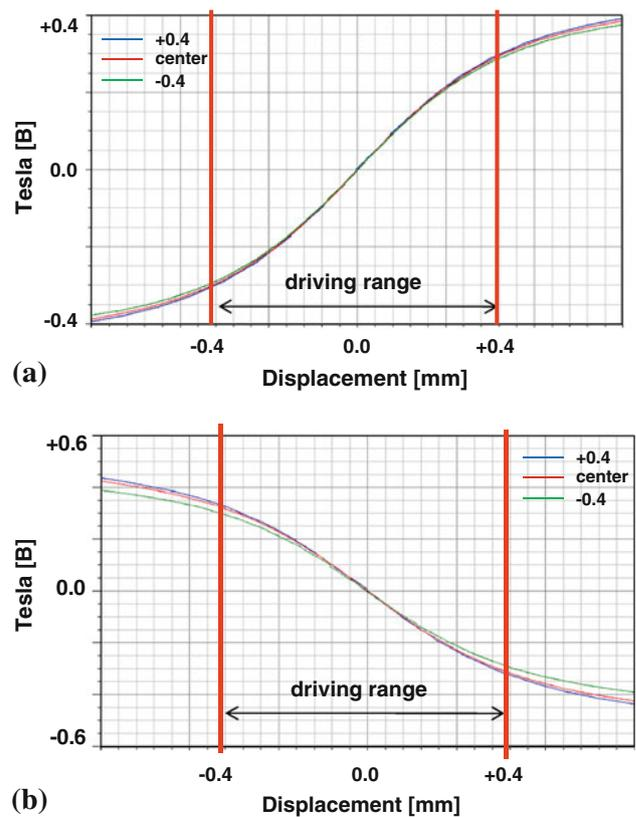 +0.4
+0.4
center
-0.4
Tesla [B]
0.0
driving range
-0.4
-0.4
0.0
+0.4
(a)
Displacement [mm]
+0.6
+0.4
center
-0.4
Tesla [B]
0.0
driving range
-0.6
-0.4
0.0
+0.4
(b)
Displacement [mm]